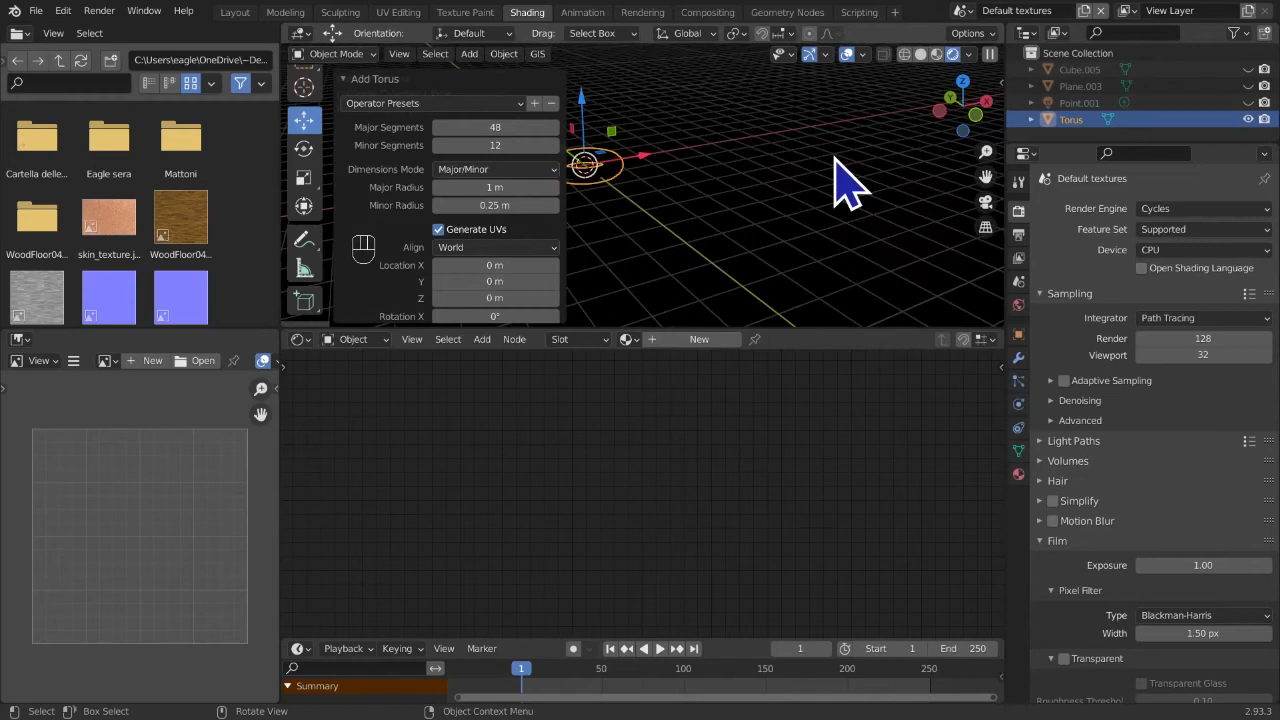 File Edit Render Window Help Layout Modeling Sculpting UV Editing Texture Paint Shading Animation Rendering Compositing Geometry Nodes Scripting + Default textures View Layer
View Select Orientation: Default Drag: Select Box Global Options
C:\Users\eagle\OneDrive\~De...
Object Mode View Select Add Object GIS
Scene Collection
Cube.005
Plane.003
Point.001
Torus
Add Torus
Operator Presets
Major Segments 48
Minor Segments 12
Dimensions Mode Major/Minor
Major Radius 1 m
Minor Radius 0.25 m
Generate UVs
Align World
Location X 0 m
Y 0 m
Z 0 m
Rotation X 0°
X
Y
Z
Cartella delle... Eagle sera Mattoni
WoodFloor04... skin_texture.j... WoodFloor04...
View New Open
Object View Select Add Node Slot New
Default textures
Render Engine Cycles
Feature Set Supported
Device CPU
Open Shading Language
Sampling
Integrator Path Tracing
Render 128
Viewport 32
Adaptive Sampling
Denoising
Advanced
Light Paths
Volumes
Hair
Simplify
Motion Blur
Film
Exposure 1.00
Pixel Filter
Type Blackman-Harris
Width 1.50 px
Transparent
Transparent Glass
Roughness Threshol 0.10
Playback Keying View Marker 1 Start 1 End 250
1 50 100 150 200 250
Summary
Select Box Select Rotate View Object Context Menu 2.93.3